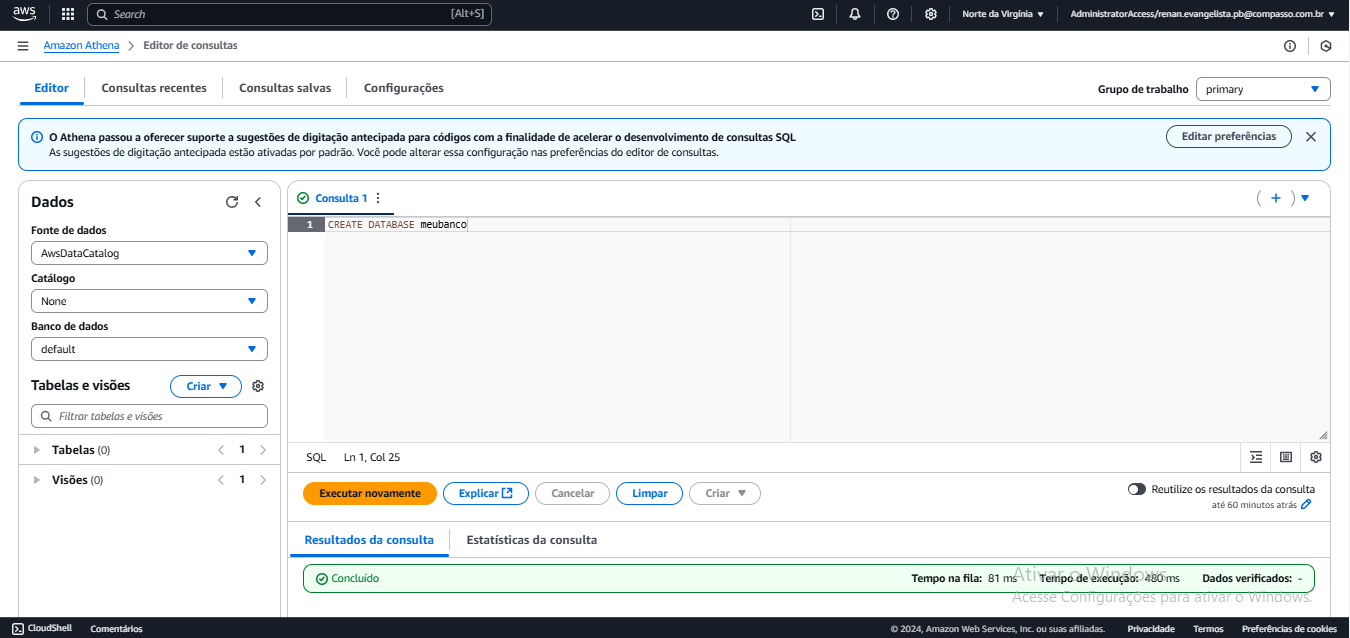 aws
Search
[Alt+S]
Norte da Virgínia
AdministratorAccess/renan.evangelista.pb@compasso.com.br
Amazon Athena
Editor de consultas
Editor
Consultas recentes
Consultas salvas
Configurações
Grupo de trabalho
primary
O Athena passou a oferecer suporte a sugestões de digitação antecipada para códigos com a finalidade de acelerar o desenvolvimento de consultas SQL
As sugestões de digitação antecipada estão ativadas por padrão. Você pode alterar essa configuração nas preferências do editor de consultas.
Editar preferências
Dados
Fonte de dados
AwsDataCatalog
Catálogo
None
Banco de dados
default
Tabelas e visões
Criar
Filtrar tabelas e visões
Tabelas (0)
1
Visões (0)
1
Consulta 1
1
CREATE DATABASE meubanco
SQL
Ln 1, Col 25
Executar novamente
Explicar
Cancelar
Limpar
Criar
Reutilize os resultados da consulta
até 60 minutos atrás
Resultados da consulta
Estatísticas da consulta
Concluído
Tempo na fila: 81 ms
Tempo de execução: 480 ms
Dados verificados: -
Ativar o Windows
Acesse Configurações para ativar o Windows.
CloudShell
Comentários
© 2024, Amazon Web Services, Inc. ou suas afiliadas.
Privacidade
Termos
Preferências de cookies